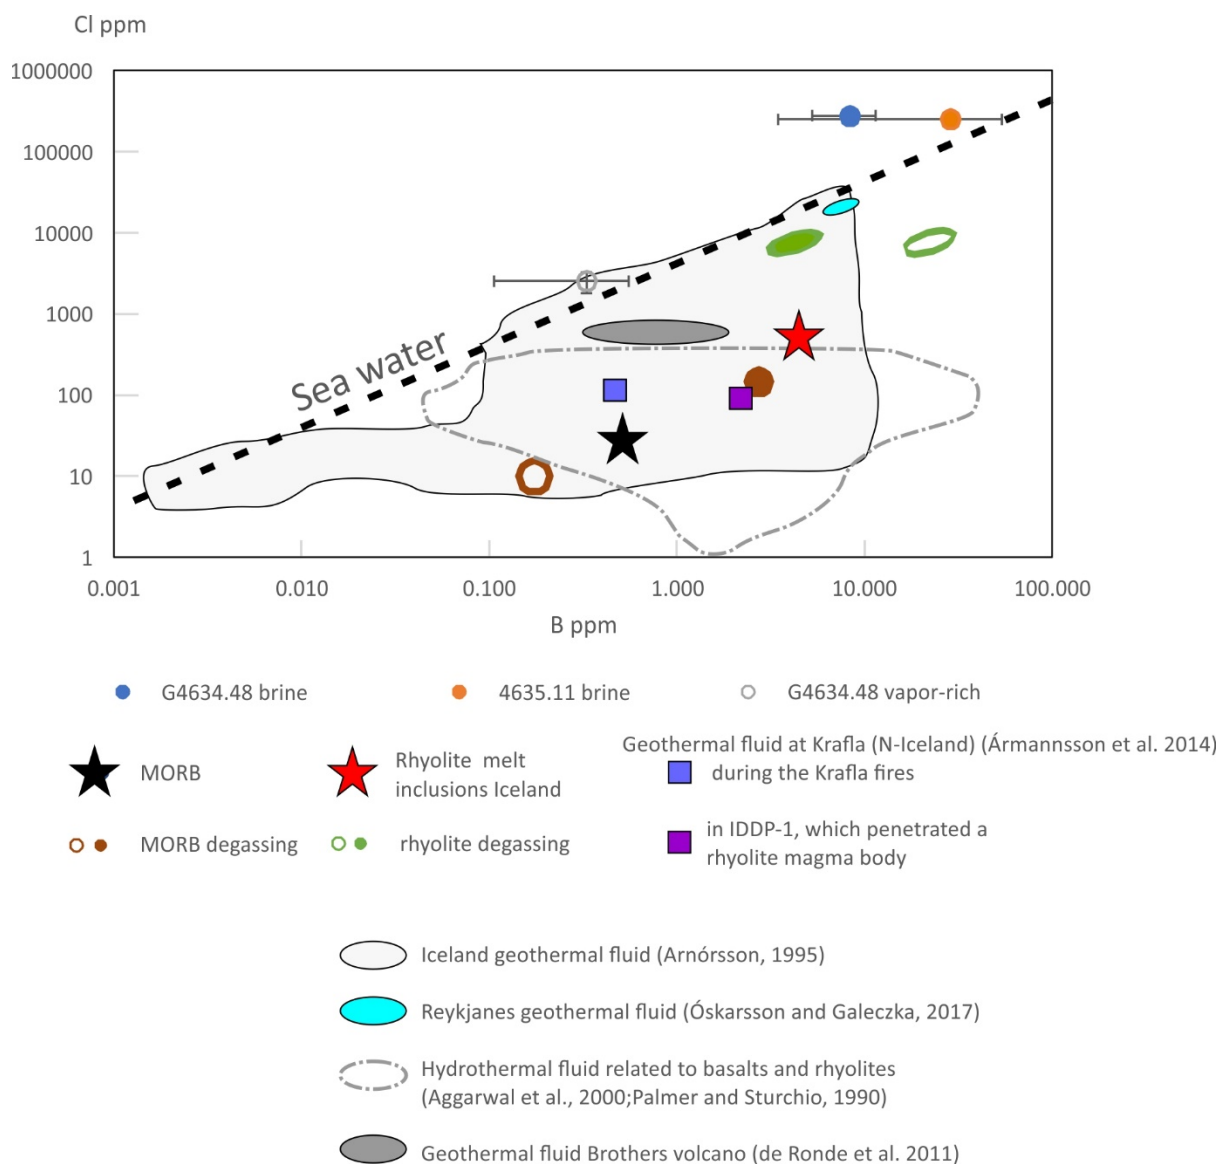 Cl ppm
1000000
100000
10000
1000
100
10
1
Sea water
0.001
0.010
0.100
1.000
10.000
100.000
B ppm
G4634.48 brine
4635.11 brine
G4634.48 vapor-rich
MORB
Rhyolite melt
inclusions Iceland
Geothermal fluid at Krafla (N-Iceland) (Ármannsson et al. 2014)
during the Krafla fires
MORB degassing
rhyolite degassing
in IDDP-1, which penetrated a
rhyolite magma body
Iceland geothermal fluid (Arnórsson, 1995)
Reykjanes geothermal fluid (Óskarsson and Galeczka, 2017)
Hydrothermal fluid related to basalts and rhyolites
(Aggarwal et al., 2000;Palmer and Sturchio, 1990)
Geothermal fluid Brothers volcano (de Ronde et al. 2011)